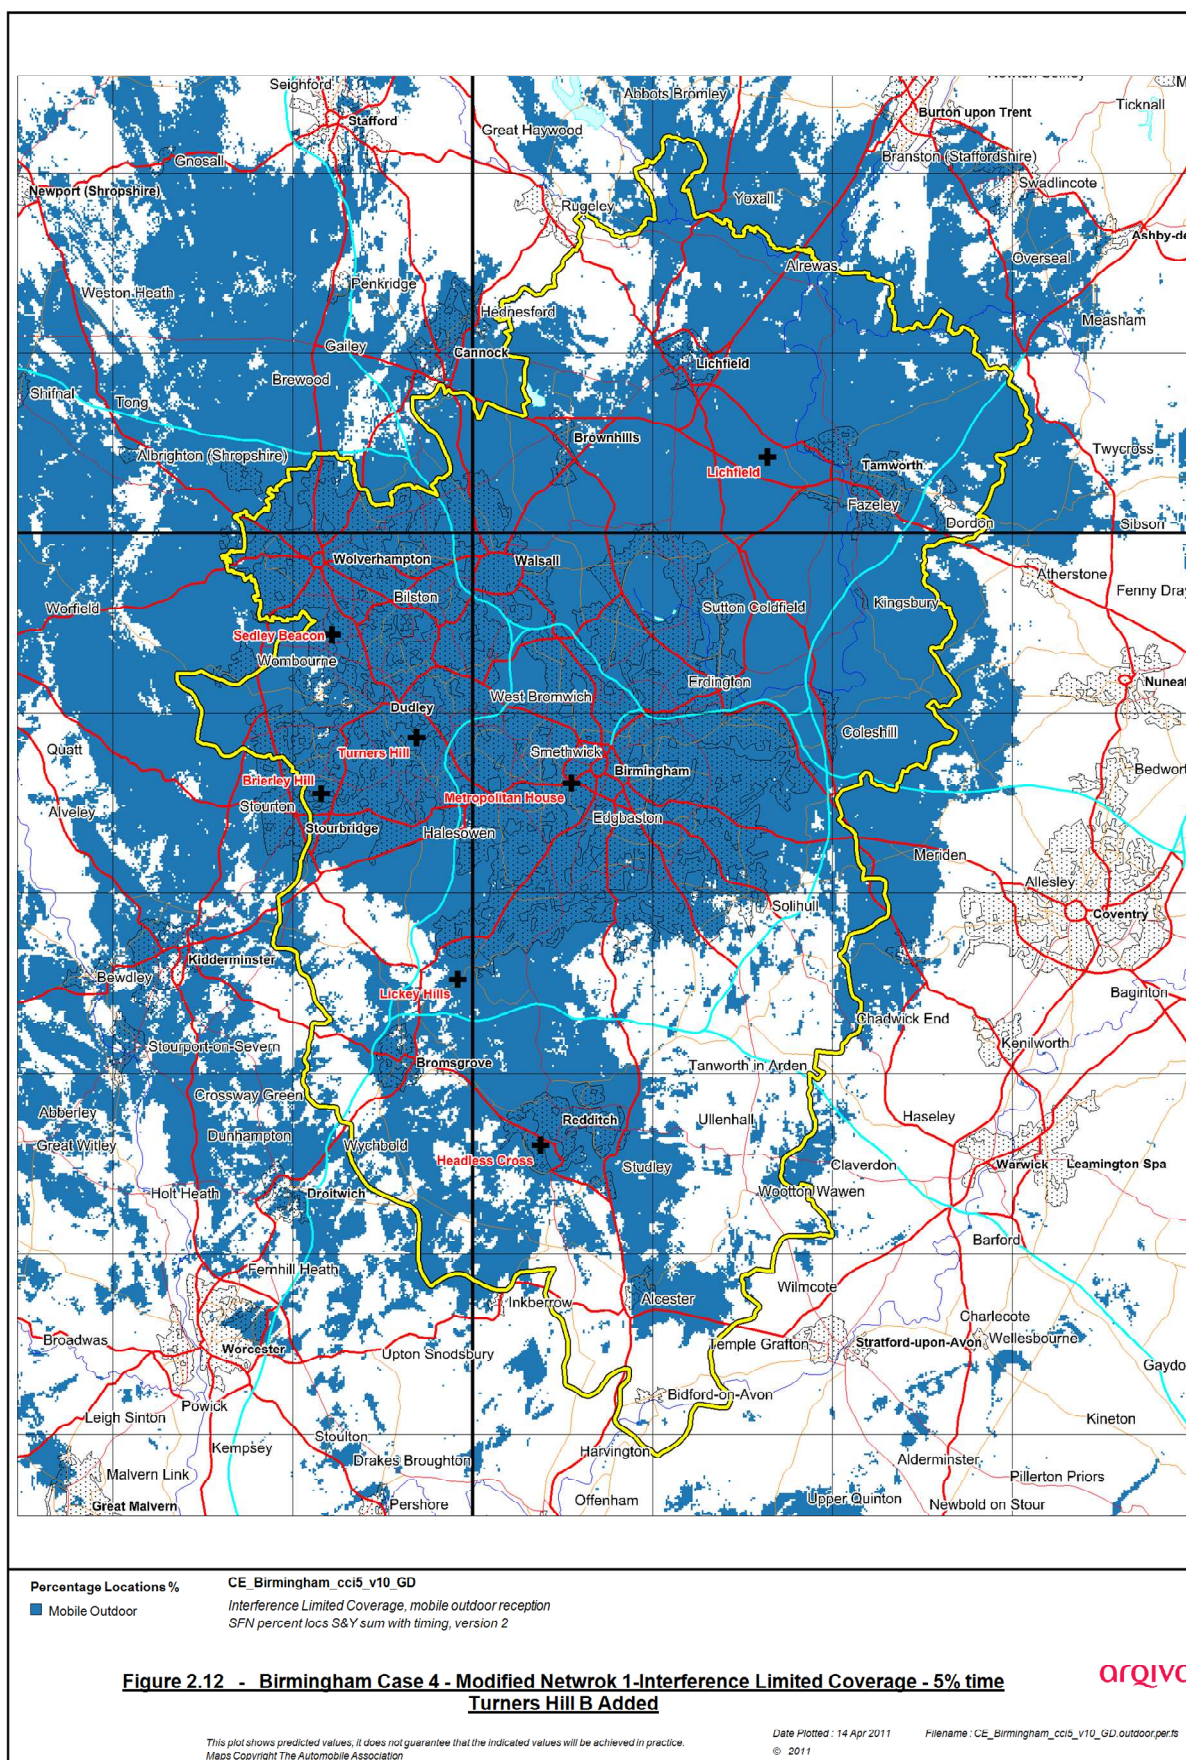 Seighford
Stafford
Gnosall
Newport (Shropshire)
Great Haywood
Abbots Bromley
Burton upon Trent
Ticknall
Branston (Staffordshire)
Swadlincote
Rugeley
Yoxall
Ashby-de
Overseal
Alrewas
Weston Heath
Penkridge
Hednesford
Measham
Gailey
Cannock
Lichfield
Brewood
Shifnal
Tong
Brownhills
Albrighton (Shropshire)
Lichfield
Tamworth
Twycross
Fazeley
Dordon
Sibson
Wolverhampton
Walsall
Atherstone
Fenny Dray
Bilston
Worfield
Sutton Coldfield
Kingsbury
Sedley Beacon
Wombourne
Erdington
Nuneat
West Bromwich
Dudley
Coleshill
Quatt
Turners Hill
Smethwick
Birmingham
Bedwort
Brierley Hill
Stourton
Metropolitan House
Alveley
Edgbaston
Stourbridge
Halesowen
Meriden
Allesley
Solihull
Coventry
Kidderminster
Bewdley
Lickey Hills
Baginton
Chadwick End
Stourport-on-Severn
Kenilworth
Bromsgrove
Tanworth in Arden
Crossway Green
Abberley
Ullenhall
Haseley
Redditch
Great Witley
Dunhampton
Wychbold
Headless Cross
Studley
Claverdon
Warwick
Leamington Spa
Holt Heath
Droitwich
Wootton Wawen
Barford
Fernhill Heath
Wilmcote
Inkberrow
Alcester
Charlecote
Broadwas
Worcester
Upton Snodsbury
Temple Grafton
Stratford-upon-Avon
Wellesbourne
Gaydo
Bidford-on-Avon
Powick
Leigh Sinton
Stoulton
Kineton
Kempsey
Harvington
Drakes Broughton
Alderminster
Malvern Link
Pillerton Priors
Great Malvern
Pershore
Offenham
Upper Quinton
Newbold on Stour
Percentage Locations %
CE_Birmingham_cci5_v10_GD
Mobile Outdoor
Interference Limited Coverage, mobile outdoor reception
SFN percent locs S&Y sum with timing, version 2
Figure 2.12 - Birmingham Case 4 - Modified Netwrok 1-Interference Limited Coverage - 5% time
Turners Hill B Added
arqiva
This plot shows predicted values; it does not guarantee that the indicated values will be achieved in practice.
Maps Copyright The Automobile Association
Date Plotted : 14 Apr 2011
Filename : CE_Birmingham_cci5_v10_GD.outdoor.per.fs
© 2011